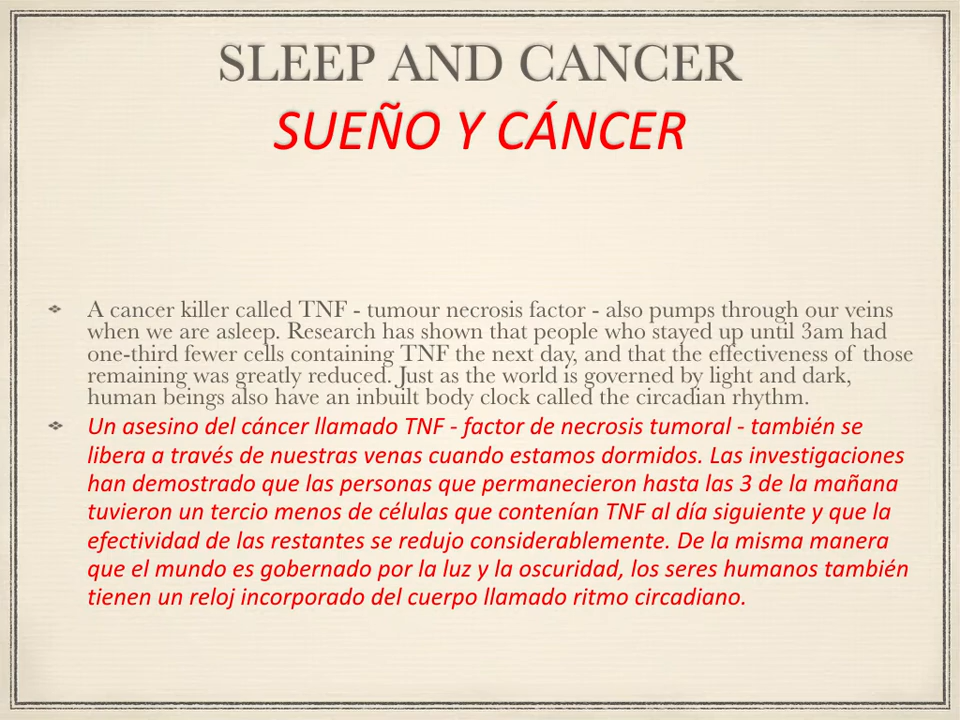 SLEEP AND CANCER
SUEÑO Y CÁNCER
A cancer killer called TNF - tumour necrosis factor - also pumps through our veins
when we are asleep. Research has shown that people who stayed up until 3am had
one-third fewer cells containing TNF the next day, and that the effectiveness of those
remaining was greatly reduced. Just as the world is governed by light and dark,
human beings also have an inbuilt body clock called the circadian rhythm.
Un asesino del cáncer llamado TNF - factor de necrosis tumoral - también se
libera a través de nuestras venas cuando estamos dormidos. Las investigaciones
han demostrado que las personas que permanecieron hasta las 3 de la mañana
tuvieron un tercio menos de células que contenían TNF al día siguiente y que la
efectividad de las restantes se redujo considerablemente. De la misma manera
que el mundo es gobernado por la luz y la oscuridad, los seres humanos también
tienen un reloj incorporado del cuerpo llamado ritmo circadiano.